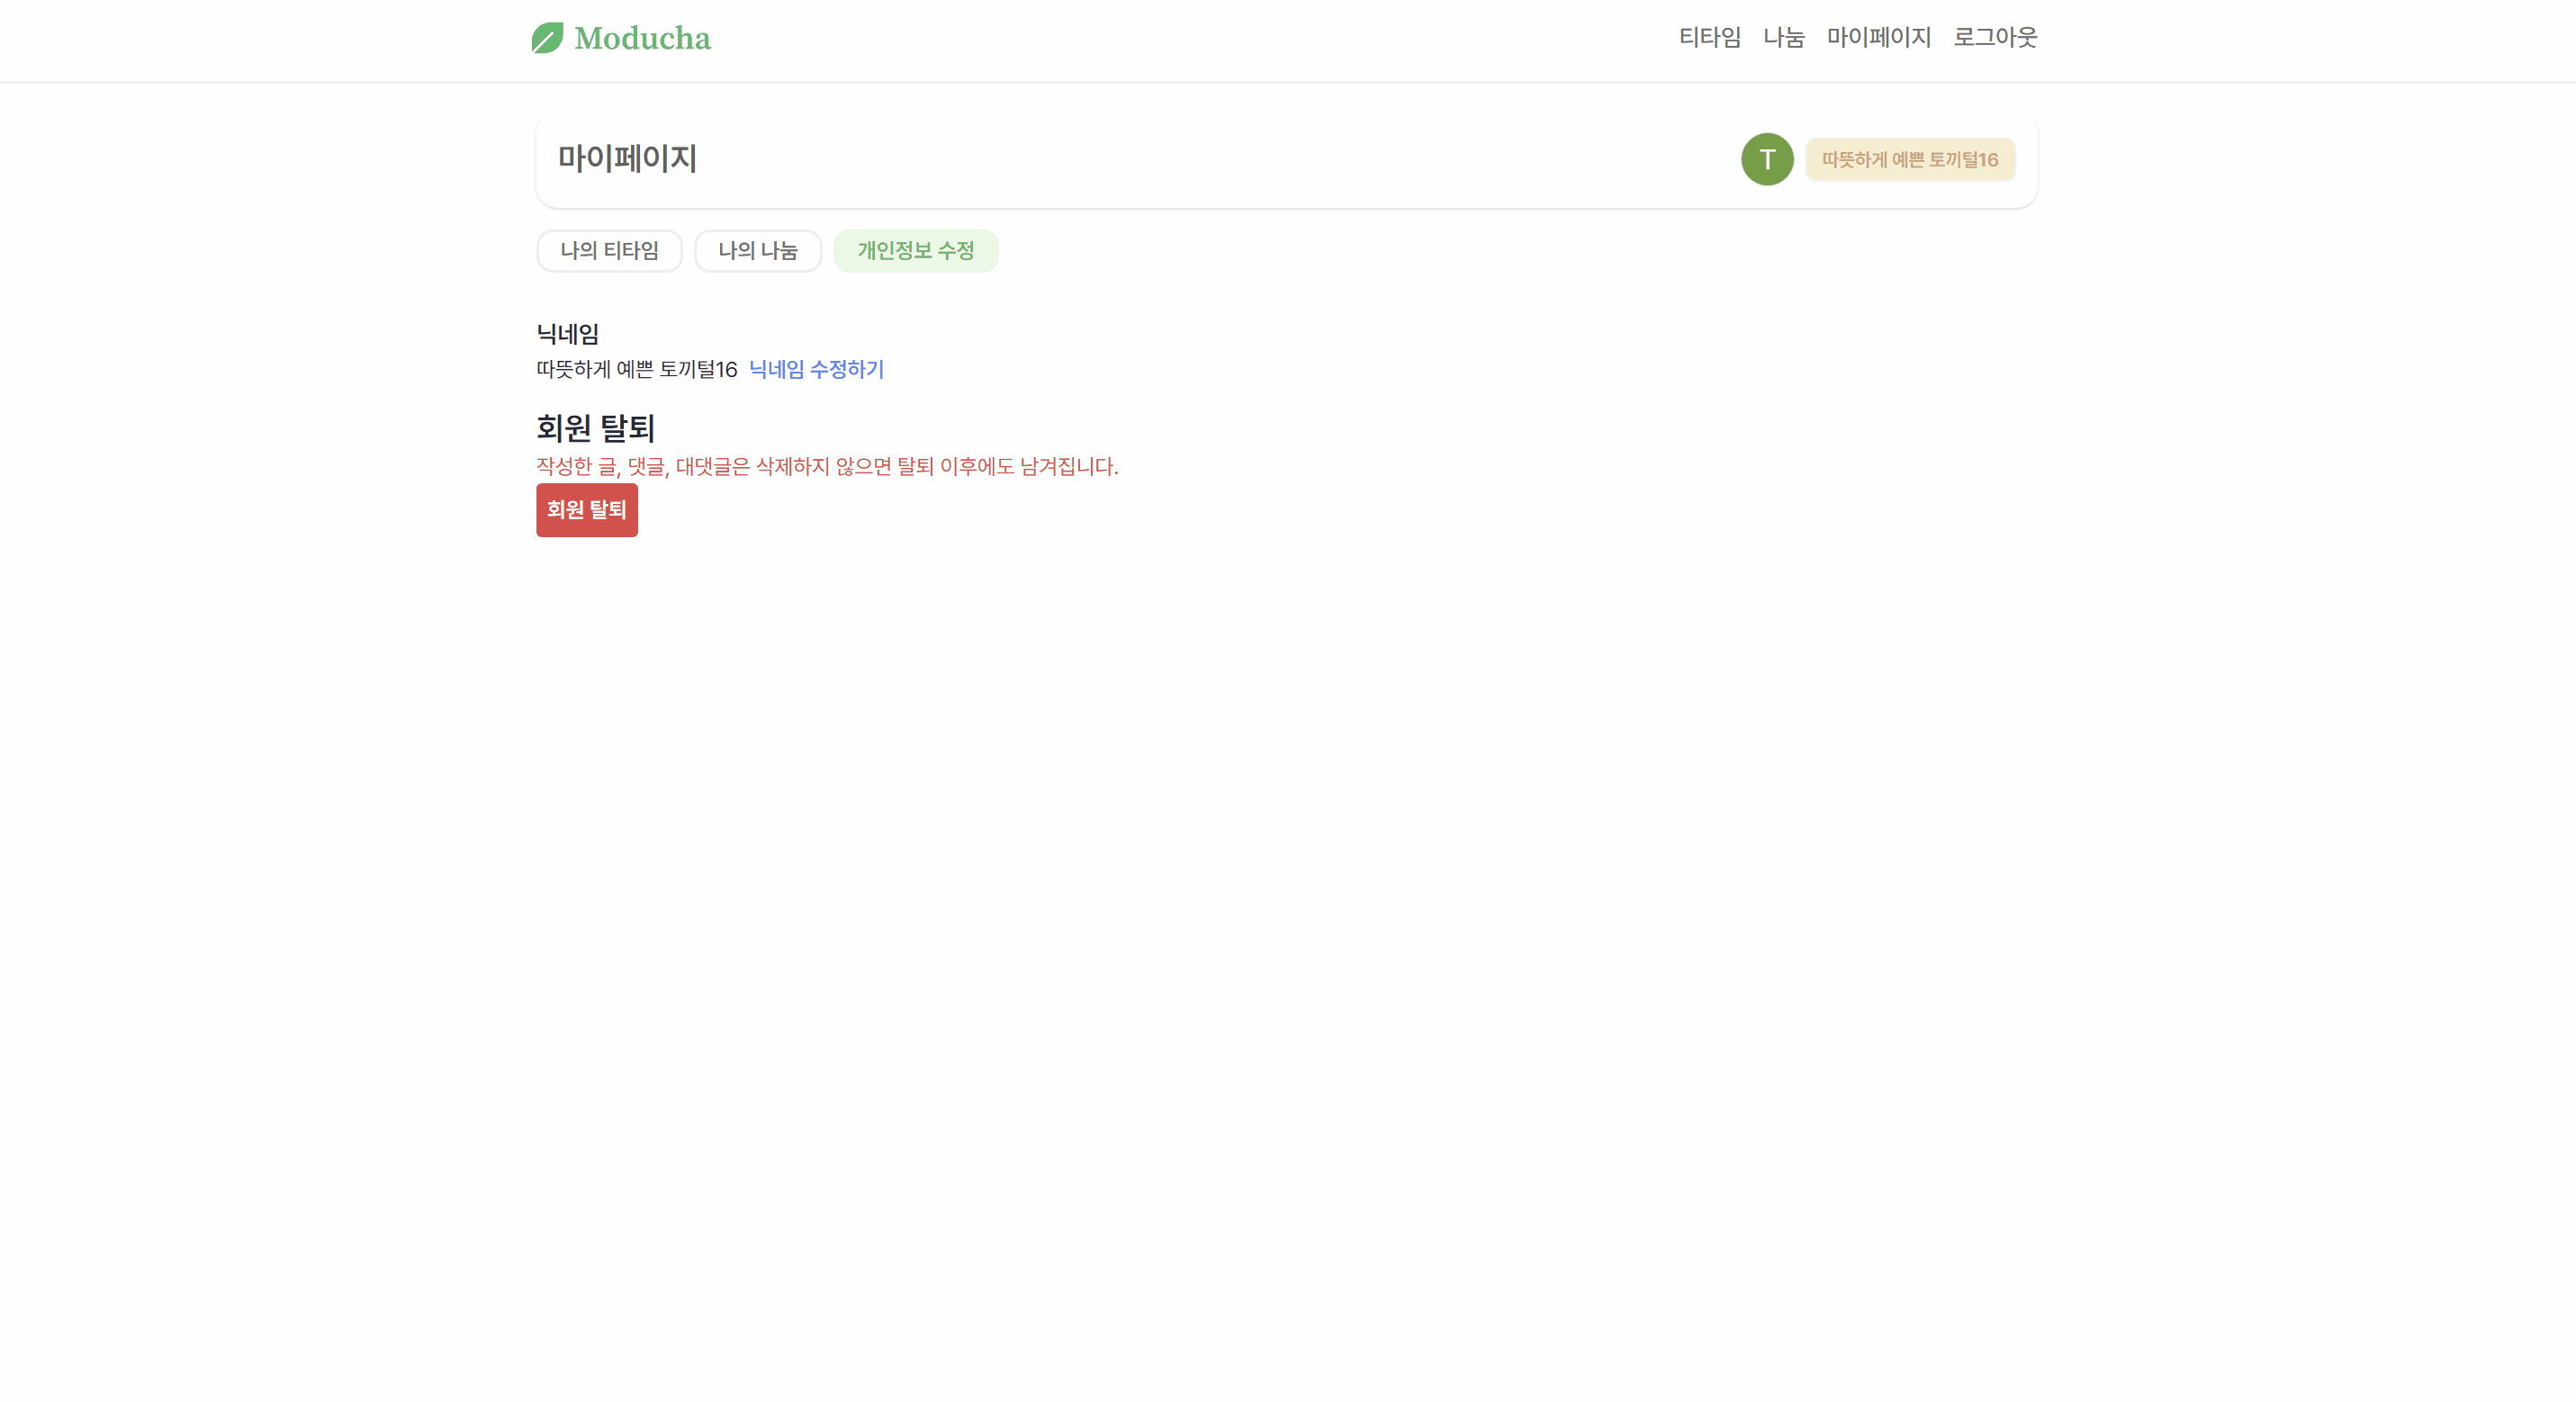 Moducha
티타임 나눔 마이페이지 로그아웃
마이페이지
T 따뜻하게 예쁜 토끼털16
나의 티타임 나의 나눔 개인정보 수정
닉네임
따뜻하게 예쁜 토끼털16 닉네임 수정하기
회원 탈퇴
작성한 글, 댓글, 대댓글은 삭제하지 않으면 탈퇴 이후에도 남겨집니다.
회원 탈퇴